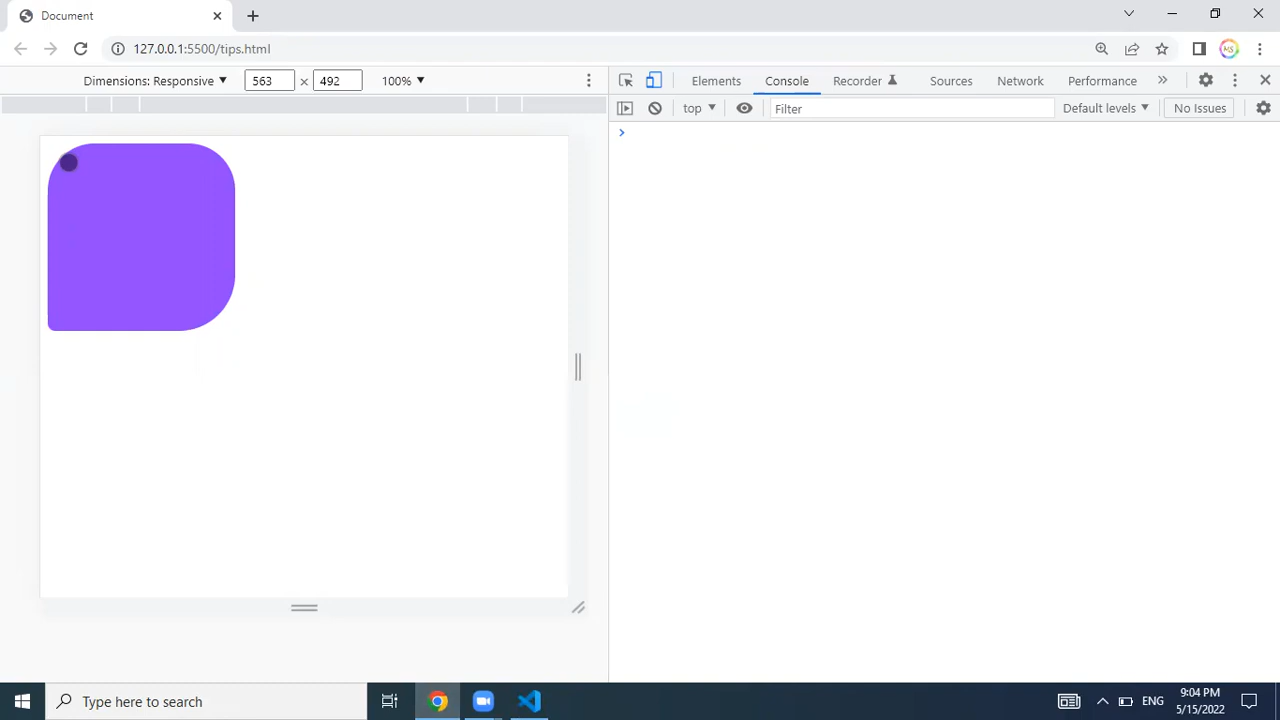 Document
127.0.0.1:5500/tips.html
Dimensions: Responsive 563 × 492 100%
Elements Console Recorder Sources Network Performance
top Filter Default levels No Issues
Type here to search
ENG
9:04 PM
5/15/2022